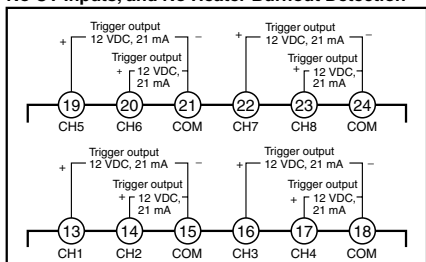 No CT Inputs, and No Heater Burnout Detection
Trigger output
+ 12 VDC, 21 mA –
Trigger output
+ 12 VDC, 21 mA –
Trigger output
+ 12 VDC,
21 mA
Trigger output
+ 12 VDC,
21 mA
19 20 21 22 23 24
CH5 CH6 COM CH7 CH8 COM
Trigger output
+ 12 VDC, 21 mA –
Trigger output
+ 12 VDC, 21 mA –
Trigger output
+ 12 VDC,
21 mA
Trigger output
+ 12 VDC,
21 mA
13 14 15 16 17 18
CH1 CH2 COM CH3 CH4 COM